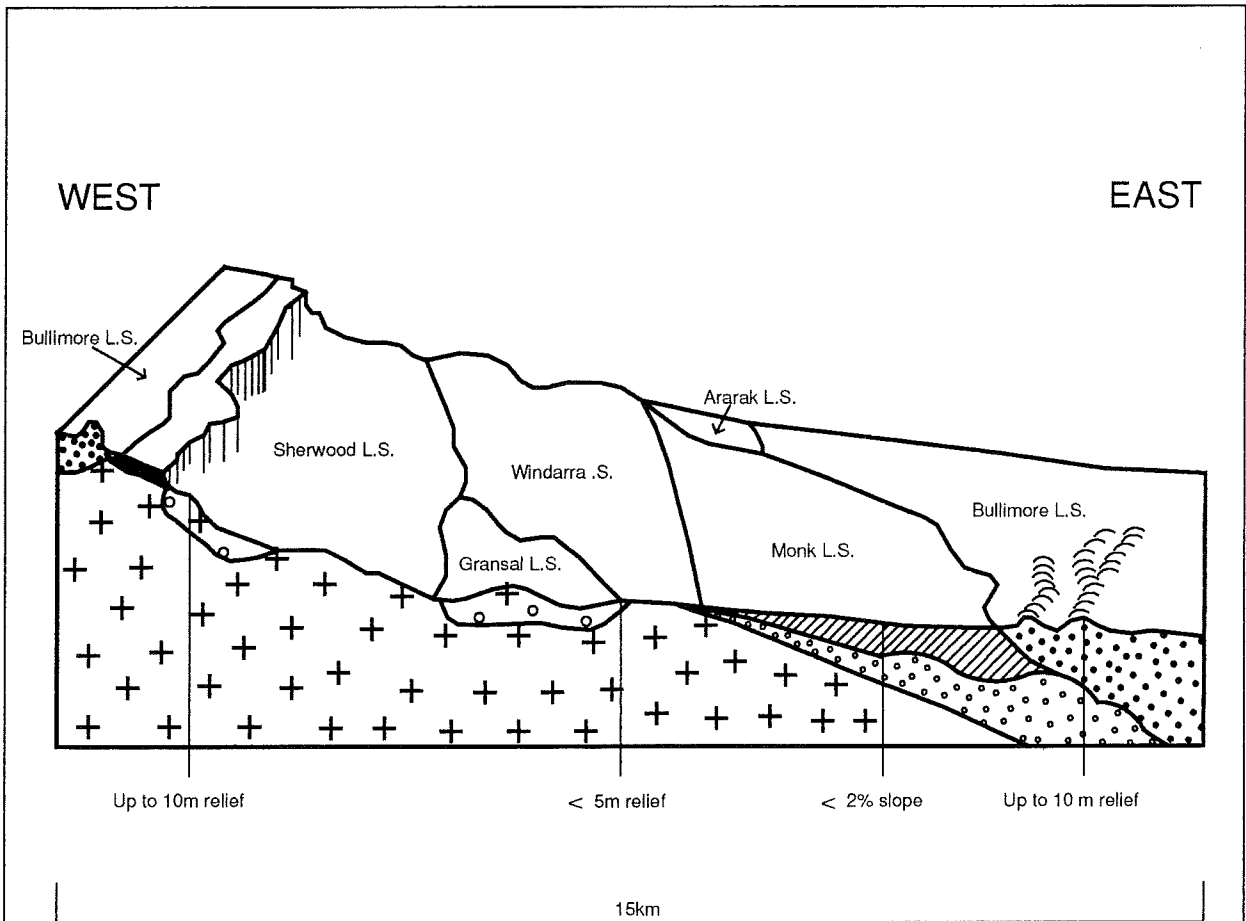 WEST
EAST
Bullimore L.S.
Ararak L.S.
Sherwood L.S.
Windarra .S.
Bullimore L.S.
Monk L.S.
Gransal L.S.
Up to 10m relief
< 5m relief
< 2% slope
Up to 10 m relief
15km